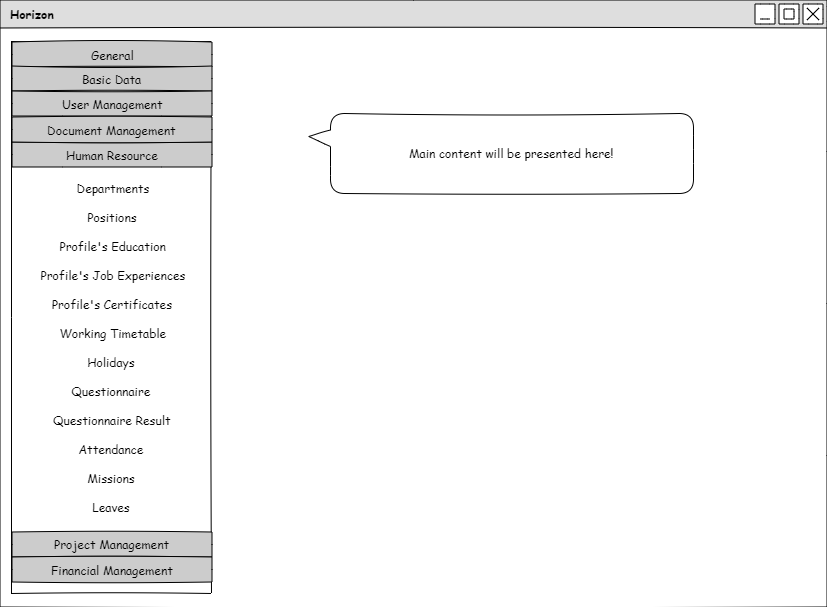 Horizon
General
Basic Data
User Management
Document Management
Human Resource
Departments
Positions
Profile's Education
Profile's Job Experiences
Profile's Certificates
Working Timetable
Holidays
Questionnaire
Questionnaire Result
Attendance
Missions
Leaves
Project Management
Financial Management
Main content will be presented here!